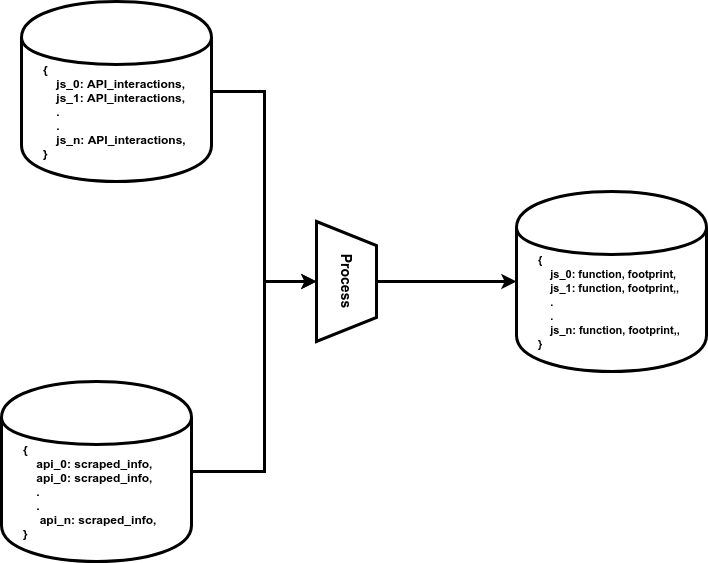 {
js_0: API_interactions,
js_1: API_interactions,
.
.
js_n: API_interactions,
}
Process
{
js_0: function, footprint,
js_1: function, footprint,,
.
.
js_n: function, footprint,,
}
{
api_0: scraped_info,
api_0: scraped_info,
.
.
api_n: scraped_info,
}